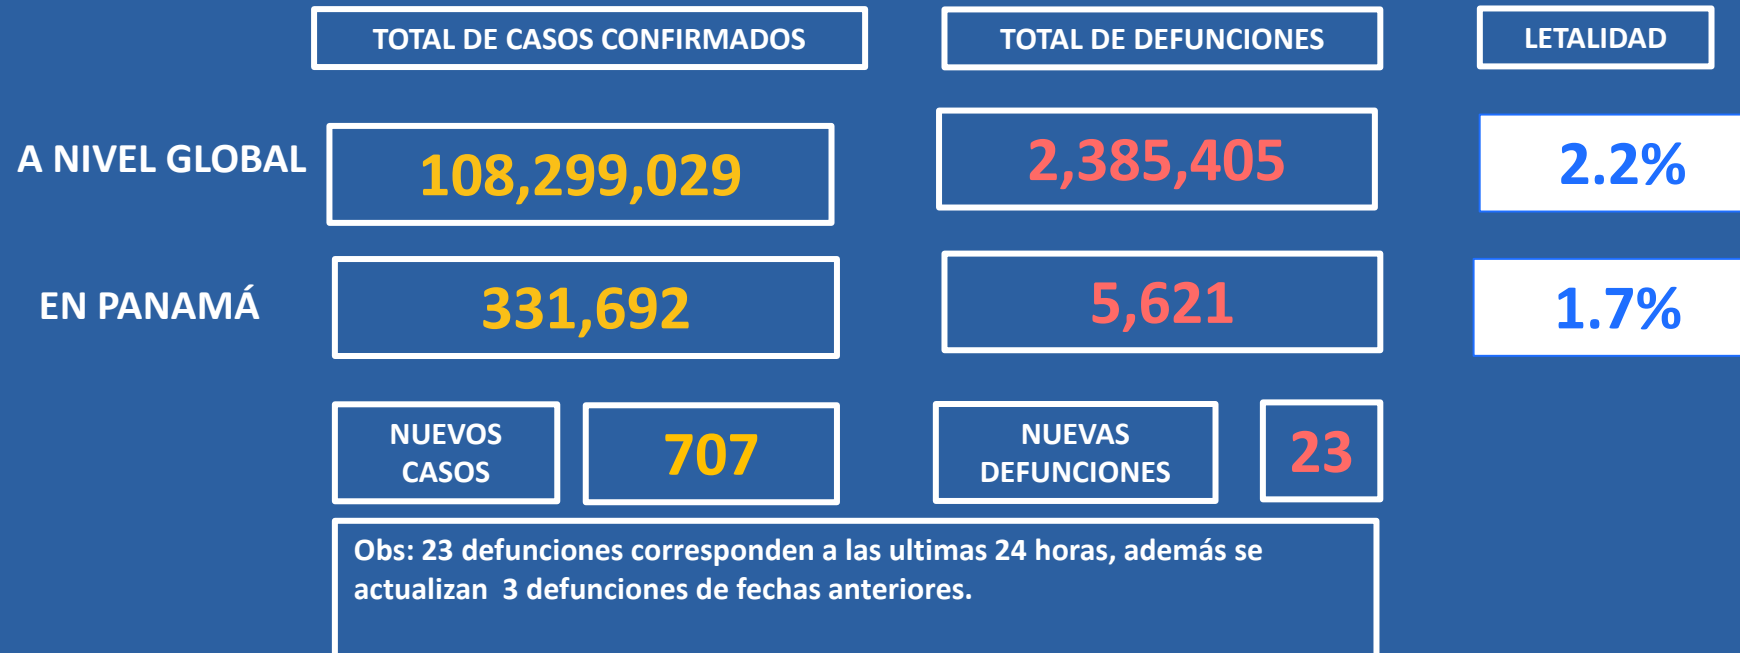 TOTAL DE CASOS CONFIRMADOS
TOTAL DE DEFUNCIONES
LETALIDAD
A NIVEL GLOBAL
108,299,029
2,385,405
2.2%
EN PANAMÁ
331,692
5,621
1.7%
NUEVOS
CASOS
707
NUEVAS
DEFUNCIONES
23
Obs: 23 defunciones corresponden a las ultimas 24 horas, además se
actualizan  3 defunciones de fechas anteriores.